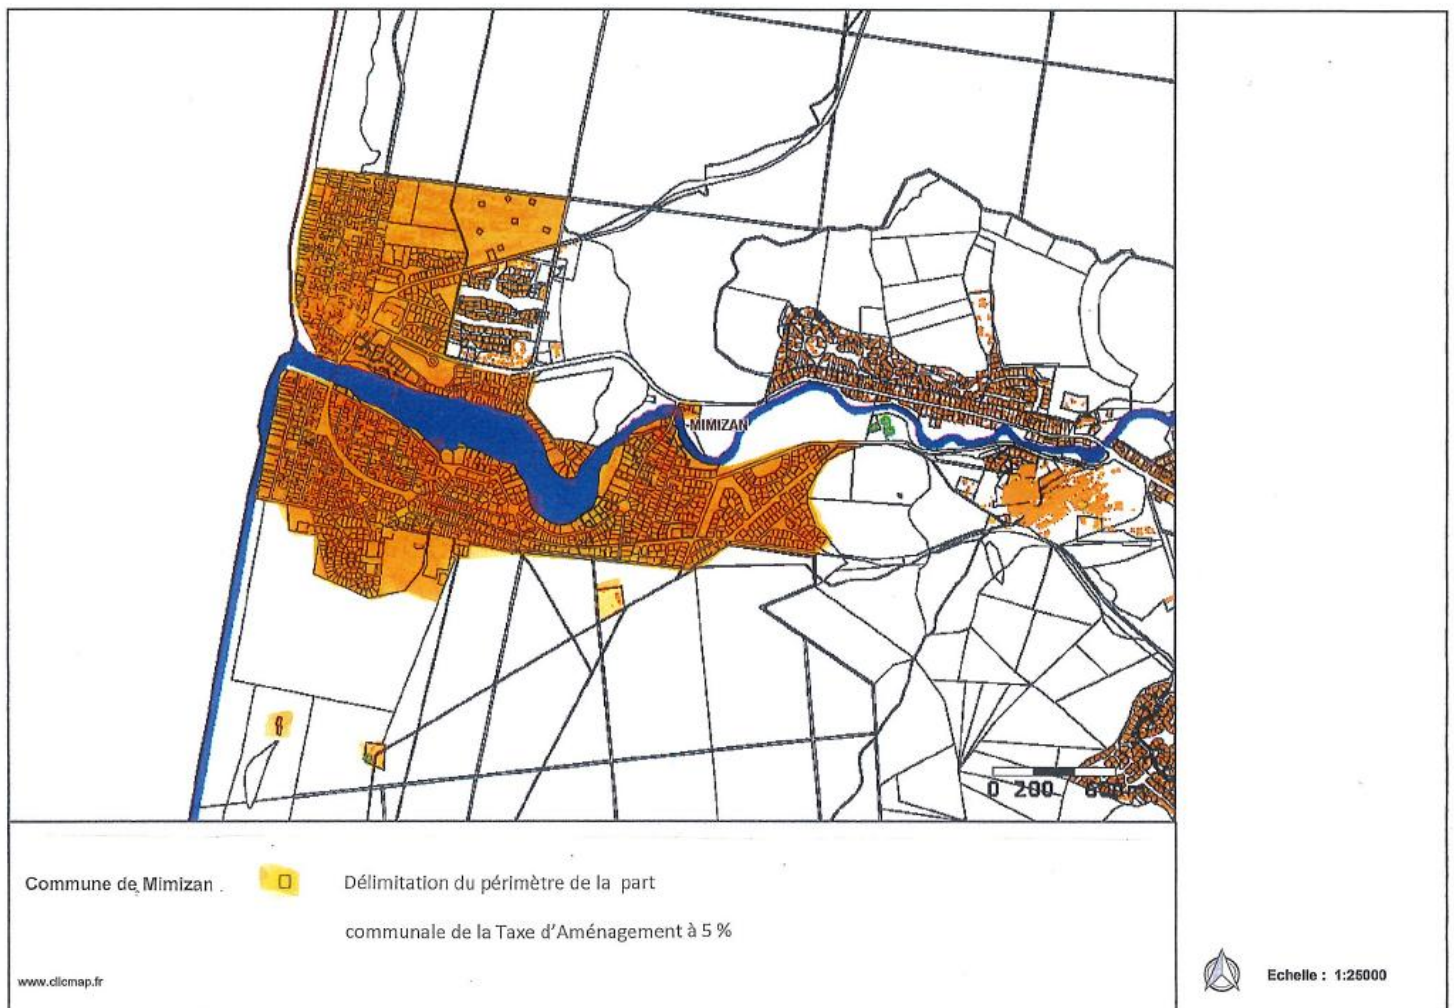 MIMIZAN
0 200 600m
Commune de Mimizan
Délimitation du périmètre de la part
communale de la Taxe d'Aménagement à 5 %
www.clicmap.fr
Echelle : 1:25000